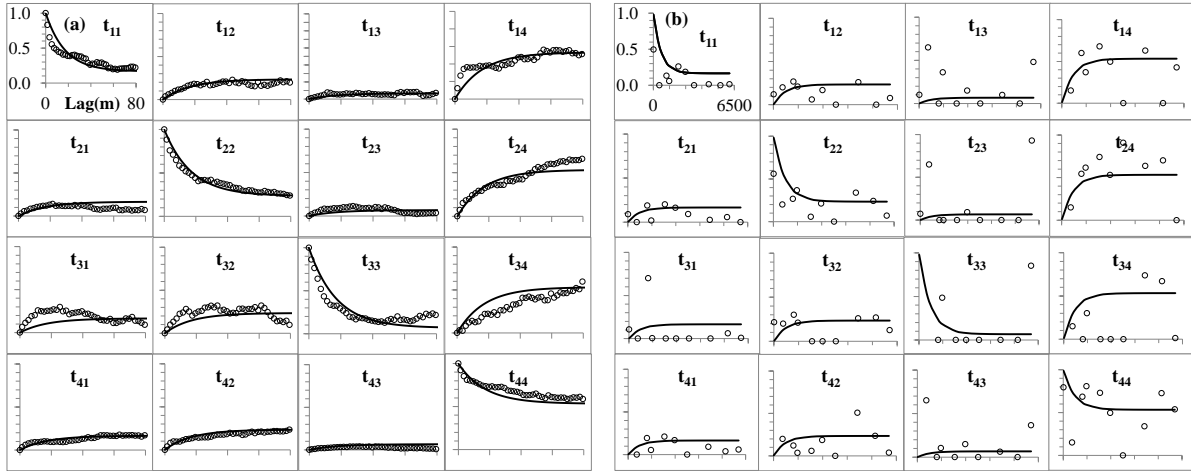 (a) t11 t12 t13 t14
1.0
0.5
0.0
0 Lag(m) 80
t21 t22 t23 t24
t31 t32 t33 t34
t41 t42 t43 t44
(b) t11 t12 t13 t14
1.0
0.5
0.0
0 6500
t21 t22 t23 t24
t31 t32 t33 t34
t41 t42 t43 t44